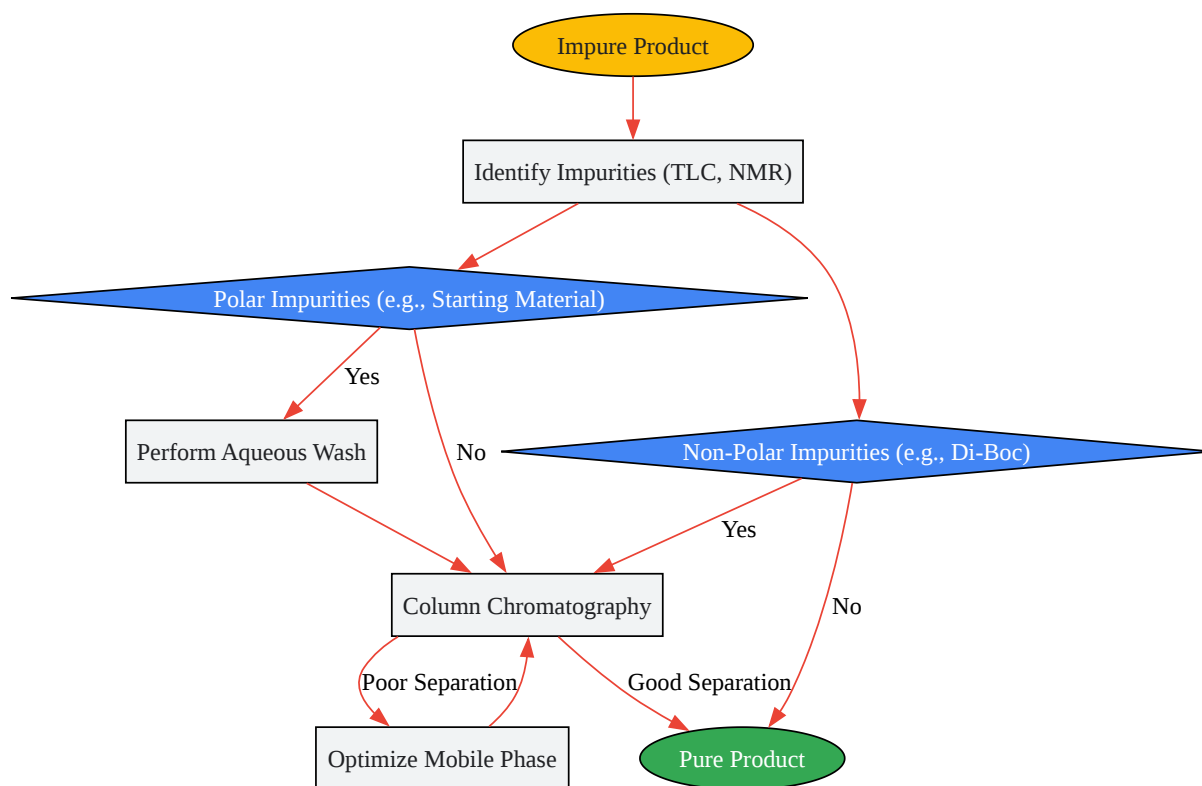 Impure Product
Identify Impurities (TLC, NMR)
Polar Impurities (e.g., Starting Material)
Yes
Perform Aqueous Wash
No
Non-Polar Impurities (e.g., Di-Boc)
Yes
Column Chromatography
No
Poor Separation
Good Separation
Optimize Mobile Phase
Pure Product